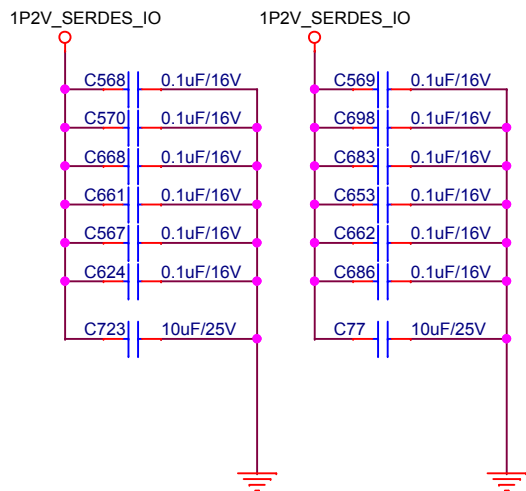 1P2V_SERDES_IO 1P2V_SERDES_IO
C568 0.1uF/16V C569 0.1uF/16V
C570 0.1uF/16V C698 0.1uF/16V
C668 0.1uF/16V C683 0.1uF/16V
C661 0.1uF/16V C653 0.1uF/16V
C567 0.1uF/16V C662 0.1uF/16V
C624 0.1uF/16V C686 0.1uF/16V
C723 10uF/25V C77 10uF/25V